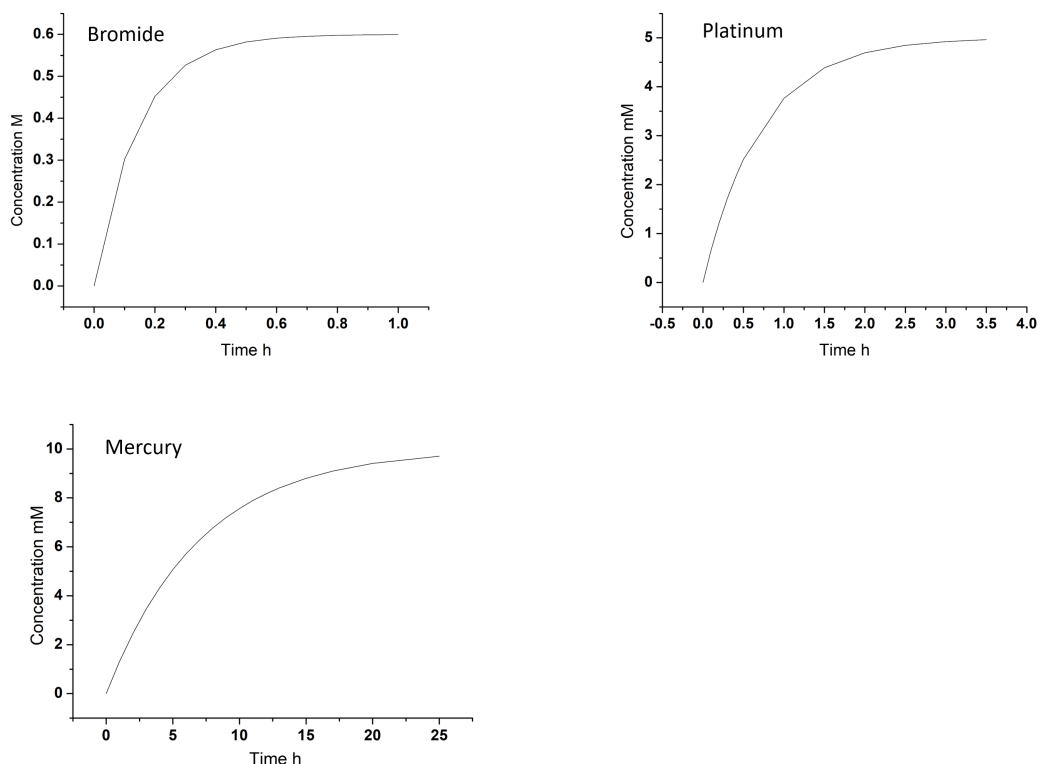 Bromide
Concentration M
0.6
0.5
0.4
0.3
0.2
0.1
0.0
0.0 0.2 0.4 0.6 0.8 1.0
Time h
Platinum
Concentration mM
5
4
3
2
1
0
-0.5 0.0 0.5 1.0 1.5 2.0 2.5 3.0 3.5 4.0
Time h
Mercury
Concentration mM
10
8
6
4
2
0
0 5 10 15 20 25
Time h